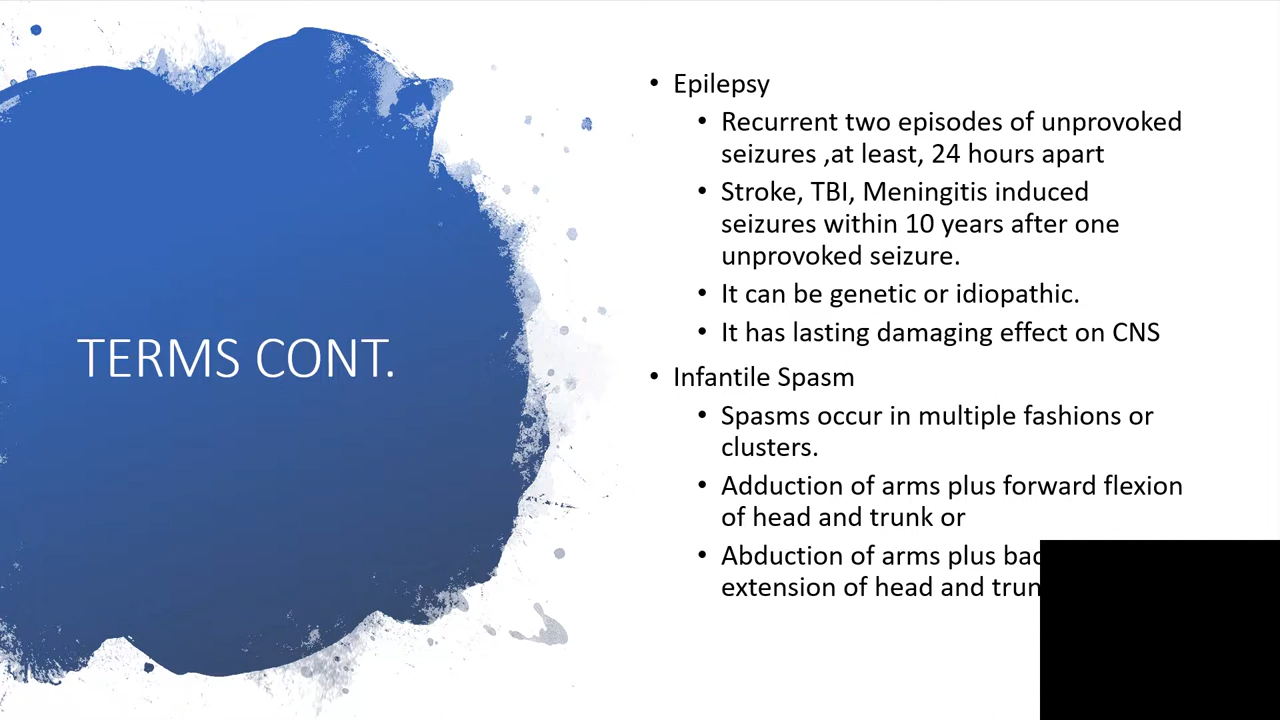 TERMS CONT.
• Epilepsy
• Recurrent two episodes of unprovoked
seizures ,at least, 24 hours apart
• Stroke, TBI, Meningitis induced
seizures within 10 years after one
unprovoked seizure.
• It can be genetic or idiopathic.
• It has lasting damaging effect on CNS
• Infantile Spasm
• Spasms occur in multiple fashions or
clusters.
• Adduction of arms plus forward flexion
of head and trunk or
• Abduction of arms plus
extension of head and